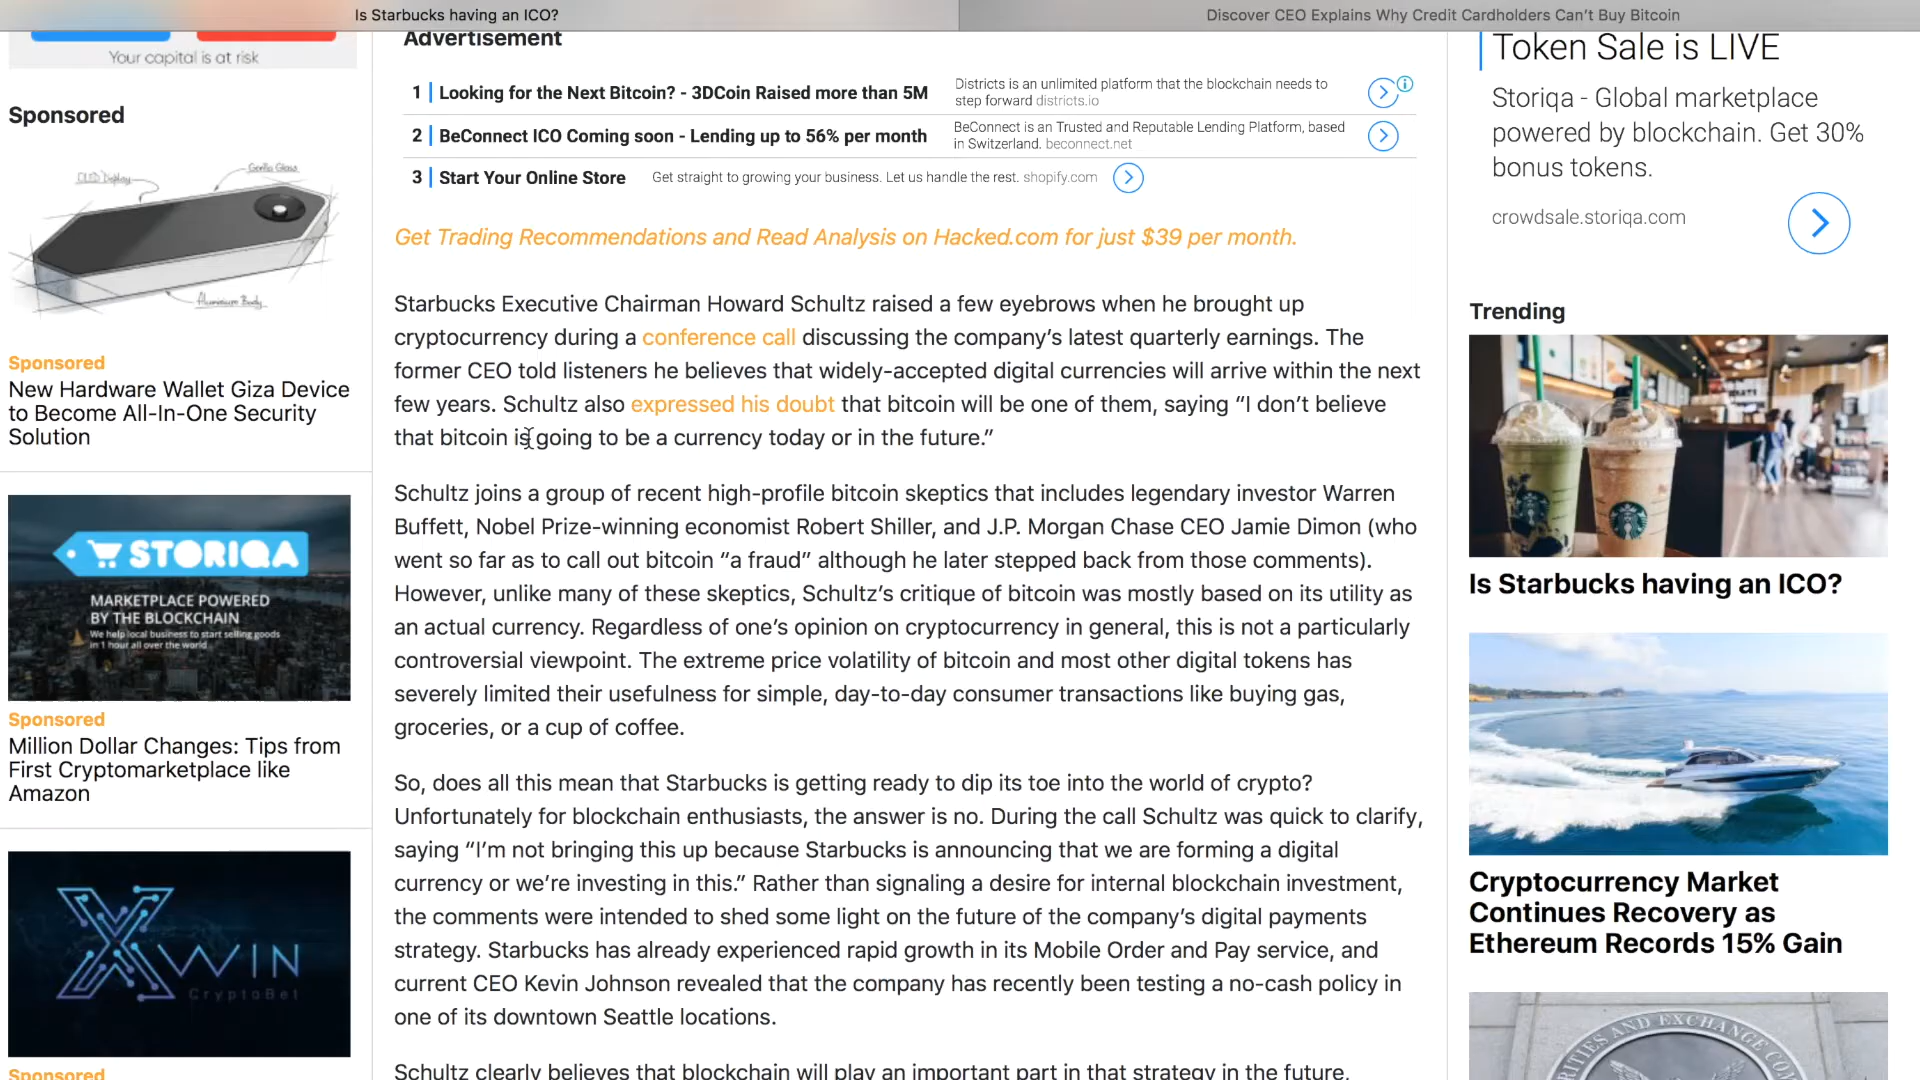 Is Starbucks having an ICO?
Discover CEO Explains Why Credit Cardholders Can't Buy Bitcoin
Your capital is at risk
Sponsored
OLED Display
Gorilla Glass
Aluminium Body
Sponsored
New Hardware Wallet Giza Device
to Become All-In-One Security
Solution
STORIQA
MARKETPLACE POWERED
BY THE BLOCKCHAIN
We help local business to start selling goods
in 1 hour all over the world
Sponsored
Million Dollar Changes: Tips from
First Cryptomarketplace like
Amazon
XWIN
CryptoBet
Sponsored
Advertisement
1 Looking for the Next Bitcoin? - 3DCoin Raised more than 5M
Districts is an unlimited platform that the blockchain needs to
step forward districts.io
2 BeConnect ICO Coming soon - Lending up to 56% per month
BeConnect is an Trusted and Reputable Lending Platform, based
in Switzerland. beconnect.net
3 Start Your Online Store
Get straight to growing your business. Let us handle the rest. shopify.com
Get Trading Recommendations and Read Analysis on Hacked.com for just $39 per month.
Starbucks Executive Chairman Howard Schultz raised a few eyebrows when he brought up
cryptocurrency during a conference call discussing the company's latest quarterly earnings. The
former CEO told listeners he believes that widely-accepted digital currencies will arrive within the next
few years. Schultz also expressed his doubt that bitcoin will be one of them, saying “I don't believe
that bitcoin is going to be a currency today or in the future.”
Schultz joins a group of recent high-profile bitcoin skeptics that includes legendary investor Warren
Buffett, Nobel Prize-winning economist Robert Shiller, and J.P. Morgan Chase CEO Jamie Dimon (who
went so far as to call out bitcoin “a fraud” although he later stepped back from those comments).
However, unlike many of these skeptics, Schultz's critique of bitcoin was mostly based on its utility as
an actual currency. Regardless of one's opinion on cryptocurrency in general, this is not a particularly
controversial viewpoint. The extreme price volatility of bitcoin and most other digital tokens has
severely limited their usefulness for simple, day-to-day consumer transactions like buying gas,
groceries, or a cup of coffee.
So, does all this mean that Starbucks is getting ready to dip its toe into the world of crypto?
Unfortunately for blockchain enthusiasts, the answer is no. During the call Schultz was quick to clarify,
saying “I'm not bringing this up because Starbucks is announcing that we are forming a digital
currency or we're investing in this.” Rather than signaling a desire for internal blockchain investment,
the comments were intended to shed some light on the future of the company's digital payments
strategy. Starbucks has already experienced rapid growth in its Mobile Order and Pay service, and
current CEO Kevin Johnson revealed that the company has recently been testing a no-cash policy in
one of its downtown Seattle locations.
Schultz clearly believes that blockchain will play an important part in that strategy in the future,
Token Sale is LIVE
Storiqa - Global marketplace
powered by blockchain. Get 30%
bonus tokens.
crowdsale.storiqa.com
Trending
Is Starbucks having an ICO?
Cryptocurrency Market
Continues Recovery as
Ethereum Records 15% Gain
AND EXCHANGE